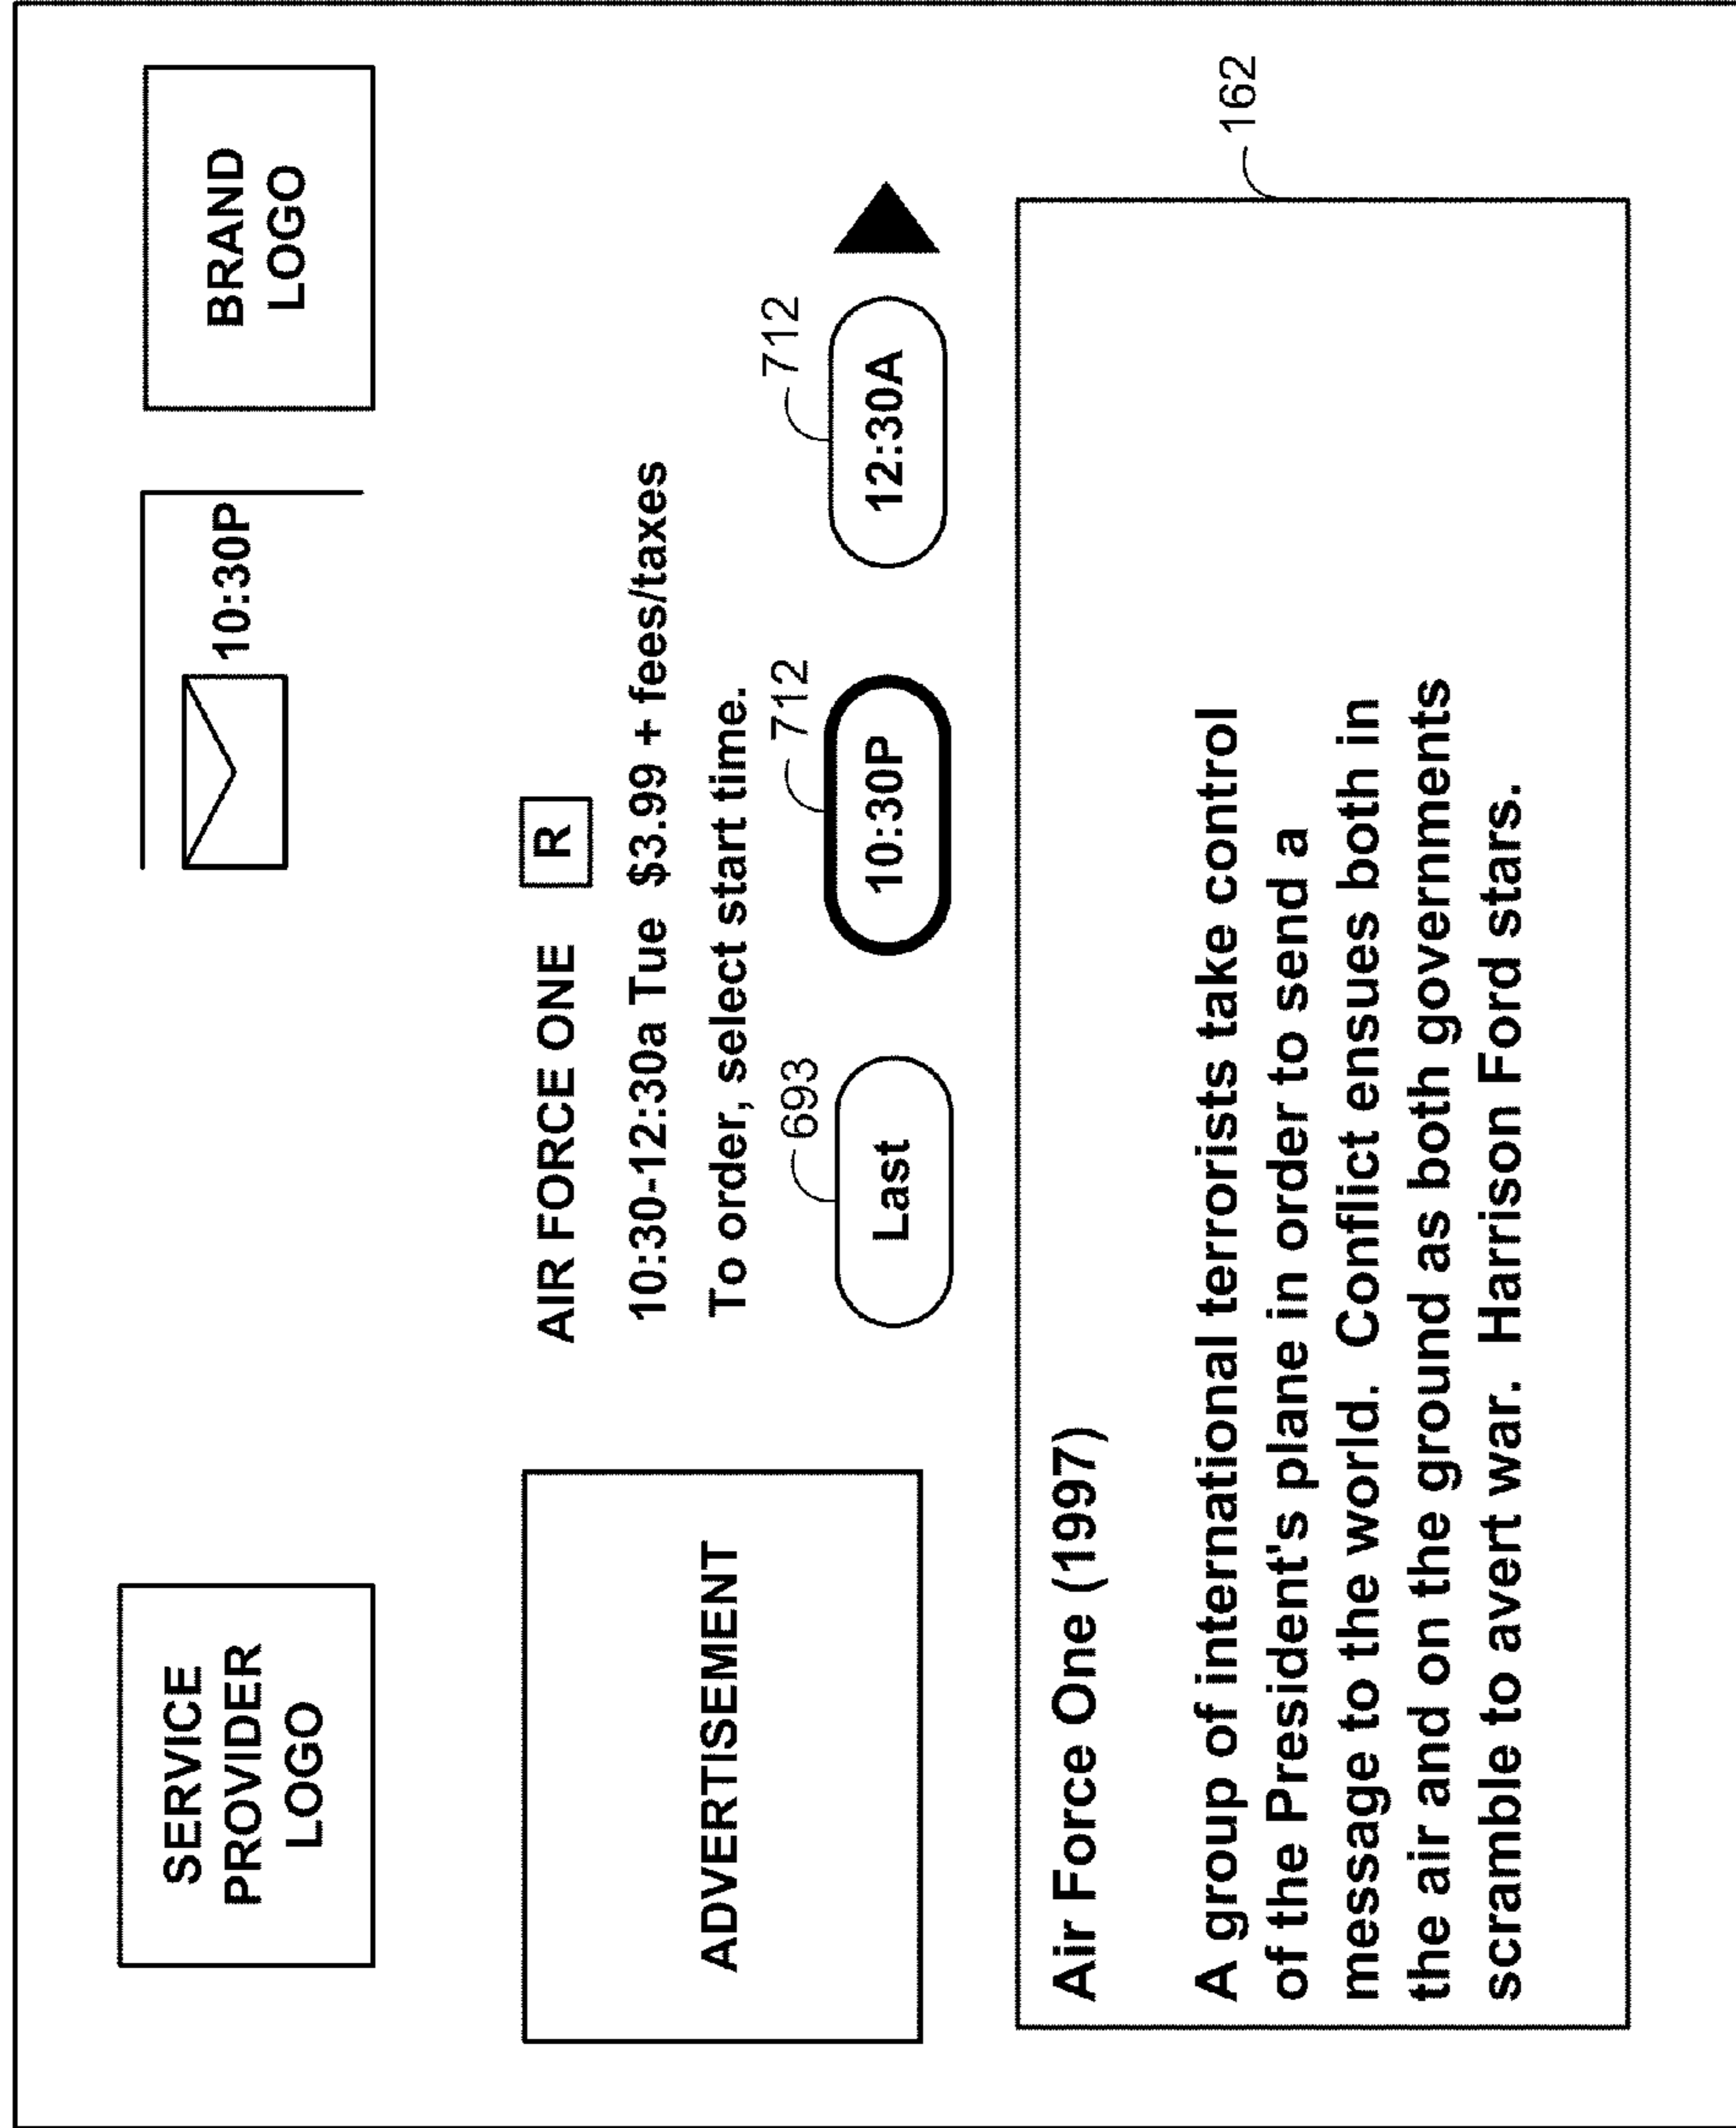 SERVICE
PROVIDER
LOGO
10:30P
BRAND
LOGO
ADVERTISEMENT
AIR FORCE ONE R
10:30-12:30a Tue $3.99 + fees/taxes
To order, select start time.
693
712
712
Last
10:30P
12:30A
162
Air Force One (1997)
A group of international terrorists take control
of the President's plane in order to send a
message to the world. Conflict ensues both in
the air and on the ground as both governments
scramble to avert war. Harrison Ford stars.